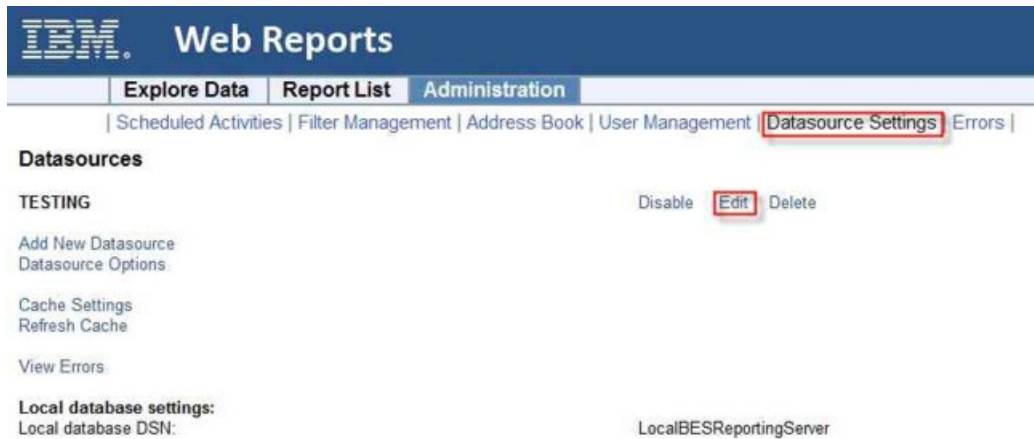 IBM. Web Reports
Explore Data Report List Administration
| Scheduled Activities | Filter Management | Address Book | User Management | Datasource Settings | Errors |
Datasources
TESTING Disable Edit Delete
Add New Datasource
Datasource Options
Cache Settings
Refresh Cache
View Errors
Local database settings:
Local database DSN: LocalBESReportingServer